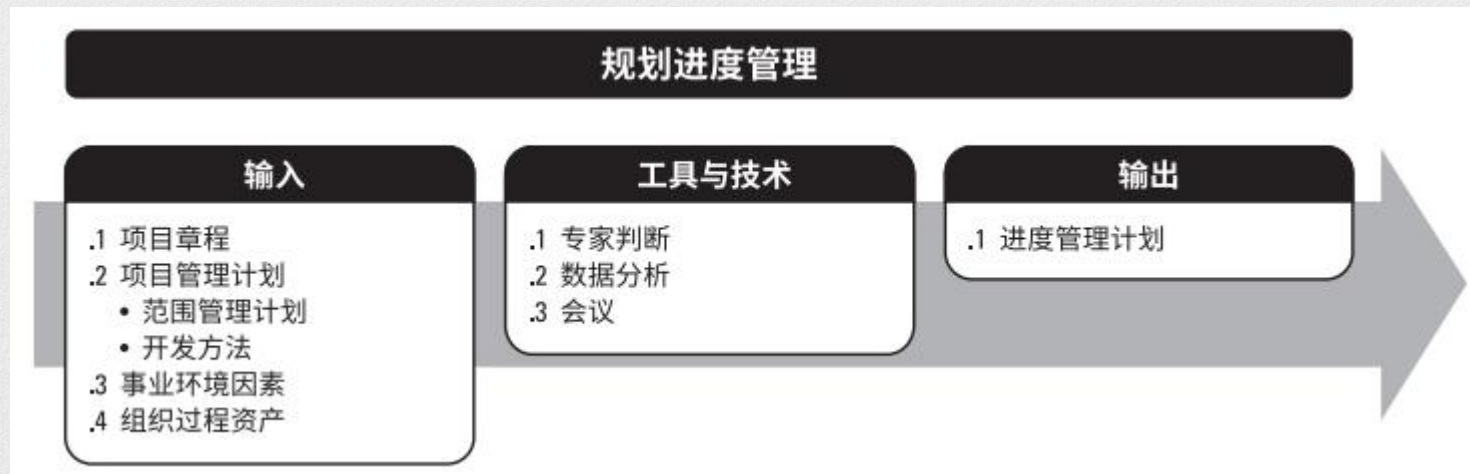 规划进度管理
输入
.1 项目章程
.2 项目管理计划
• 范围管理计划
• 开发方法
.3 事业环境因素
.4 组织过程资产
工具与技术
.1 专家判断
.2 数据分析
.3 会议
输出
.1 进度管理计划